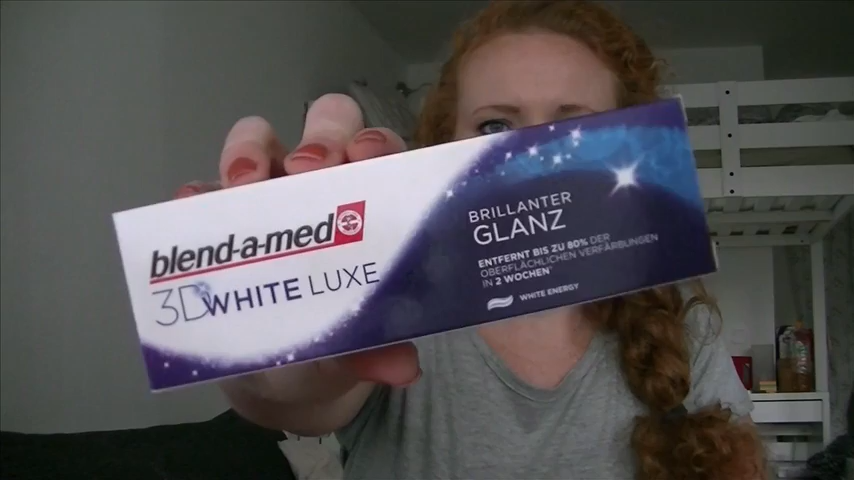 blend-a-med
3D WHITE LUXE
BRILLANTER
GLANZ
ENTFERNT BIS ZU 80% DER
OBERFLÄCHLICHEN VERFÄRBUNGEN
IN 2 WOCHEN*
WHITE ENERGY